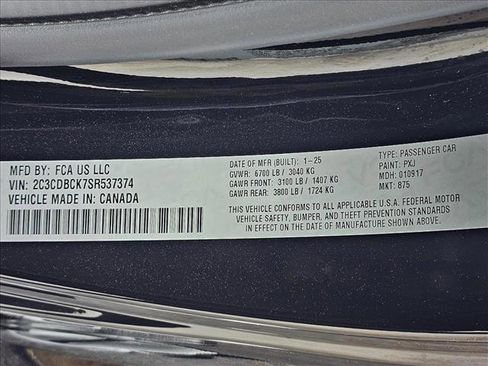 MFD BY: FCA US LLC
VIN: 2C3CDBCK7SR537374
VEHICLE MADE IN: CANADA
DATE OF MFR (BUILT): 1-25
GVWR: 6700 LB / 3040 KG
GAWR FRONT: 3100 LB / 1407 KG
GAWR REAR: 3800 LB / 1724 KG
TYPE: PASSENGER CAR
PAINT: PXJ
MDH: 010917
MKT: 875
THIS VEHICLE CONFORMS TO ALL APPLICABLE U.S. FEDERAL MOTOR
VEHICLE SAFETY, BUMPER, AND THEFT PREVENTION STANDARDS
IN EFFECT ON THE DATE OF MANUFACTURE SHOWN ABOVE.